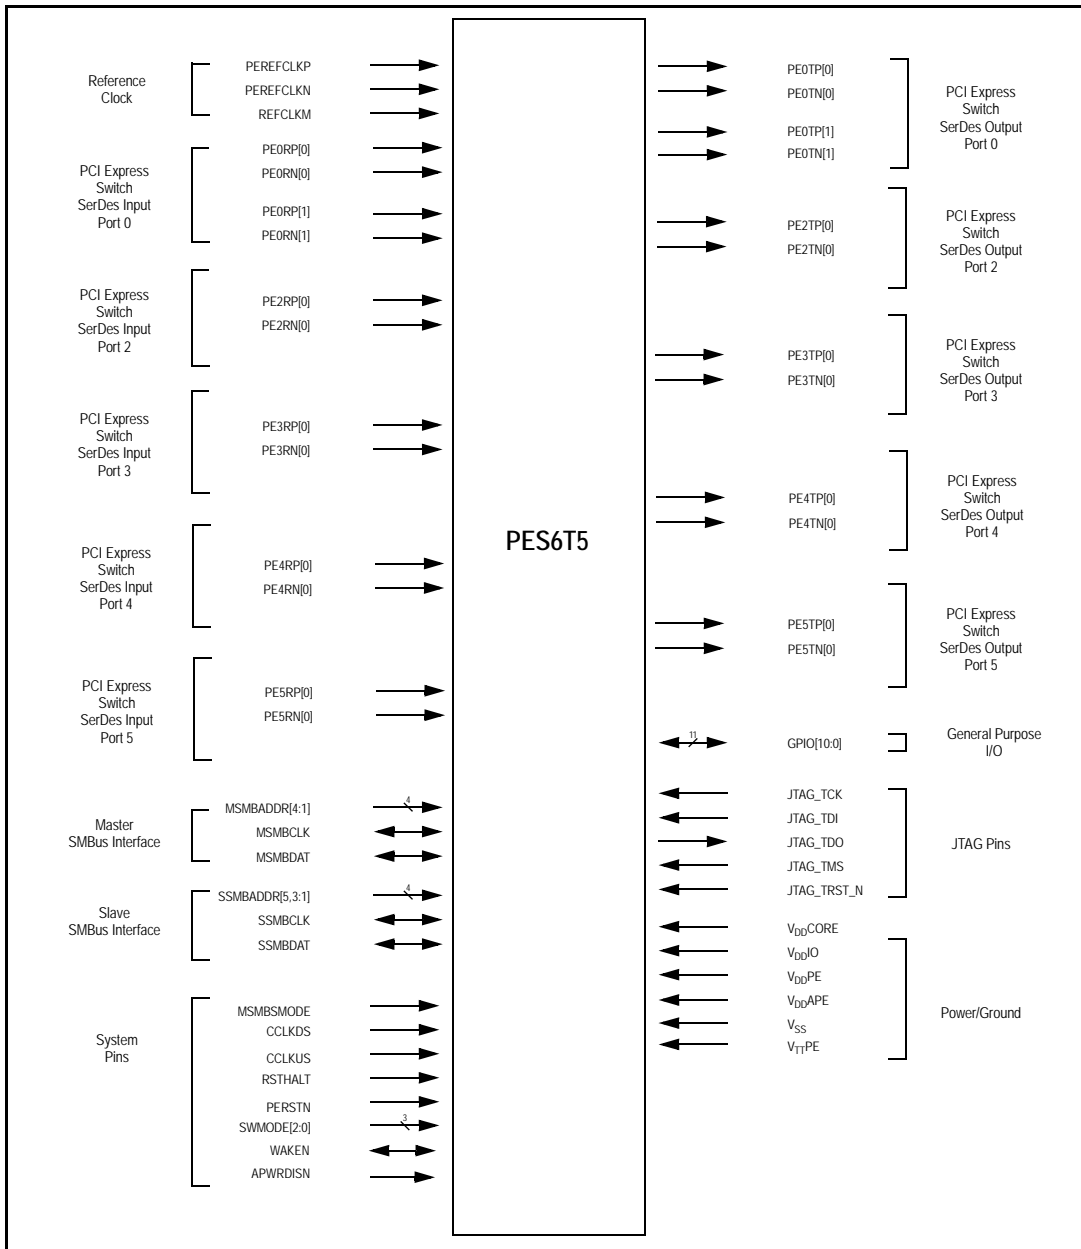 Reference
Clock
PEREFCLKP
PEREFCLKN
REFCLKM
PCI Express
Switch
SerDes Input
Port 0
PE0RP[0]
PE0RN[0]
PE0RP[1]
PE0RN[1]
PCI Express
Switch
SerDes Input
Port 2
PE2RP[0]
PE2RN[0]
PCI Express
Switch
SerDes Input
Port 3
PE3RP[0]
PE3RN[0]
PCI Express
Switch
SerDes Input
Port 4
PE4RP[0]
PE4RN[0]
PCI Express
Switch
SerDes Input
Port 5
PE5RP[0]
PE5RN[0]
Master
SMBus Interface
MSMBADDR[4:1]
4
MSMBCLK
MSMBDAT
Slave
SMBus Interface
SSMBADDR[5,3:1]
4
SSMBCLK
SSMBDAT
System
Pins
MSMBSMODE
CCLKDS
CCLKUS
RSTHALT
PERSTN
SWMODE[2:0]
3
WAKEN
APWRDISN
PES6T5
PE0TP[0]
PE0TN[0]
PE0TP[1]
PE0TN[1]
PCI Express
Switch
SerDes Output
Port 0
PE2TP[0]
PE2TN[0]
PCI Express
Switch
SerDes Output
Port 2
PE3TP[0]
PE3TN[0]
PCI Express
Switch
SerDes Output
Port 3
PE4TP[0]
PE4TN[0]
PCI Express
Switch
SerDes Output
Port 4
PE5TP[0]
PE5TN[0]
PCI Express
Switch
SerDes Output
Port 5
11
GPIO[10:0]
General Purpose
I/O
JTAG_TCK
JTAG_TDI
JTAG_TDO
JTAG_TMS
JTAG_TRST_N
JTAG Pins
VDDCORE
VDDIO
VDDPE
VDDAPE
VSS
VTTPE
Power/Ground